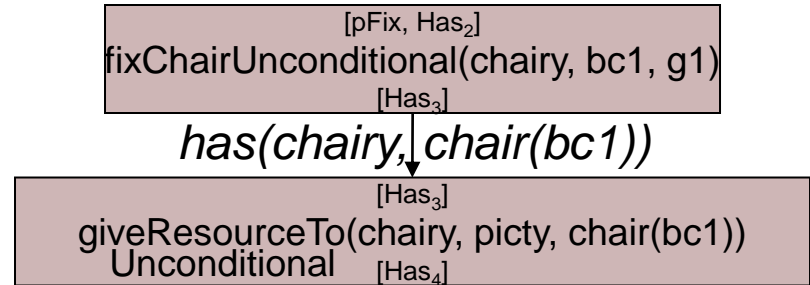 [pFix, Has₂]
fixChairUnconditional(chairy, bc1, g1)
[Has₃]
has(chairy, chair(bc1))
[Has₃]
giveResourceTo(chairy, picty, chair(bc1))
Unconditional [Has₄]